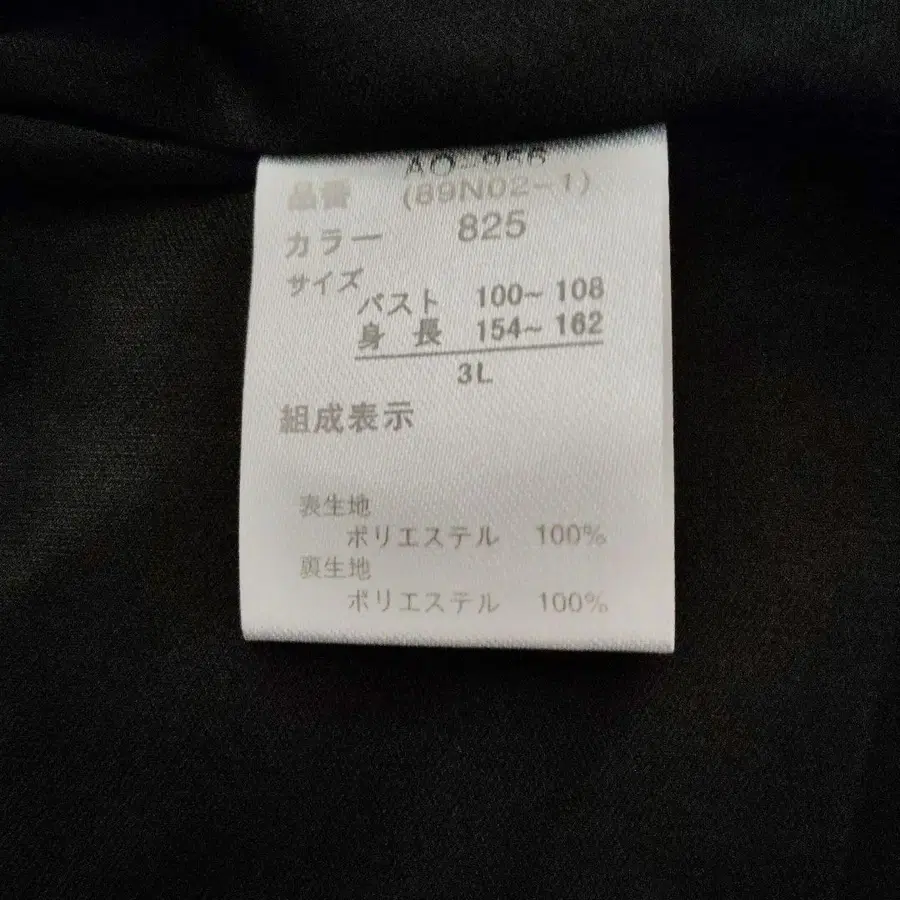 品番 (89N02-1)
カラー 825
サイズ
バスト 100~ 108
身長 154~ 162
3L
組成表示
表生地
ポリエステル 100%
裏生地
ポリエステル 100%